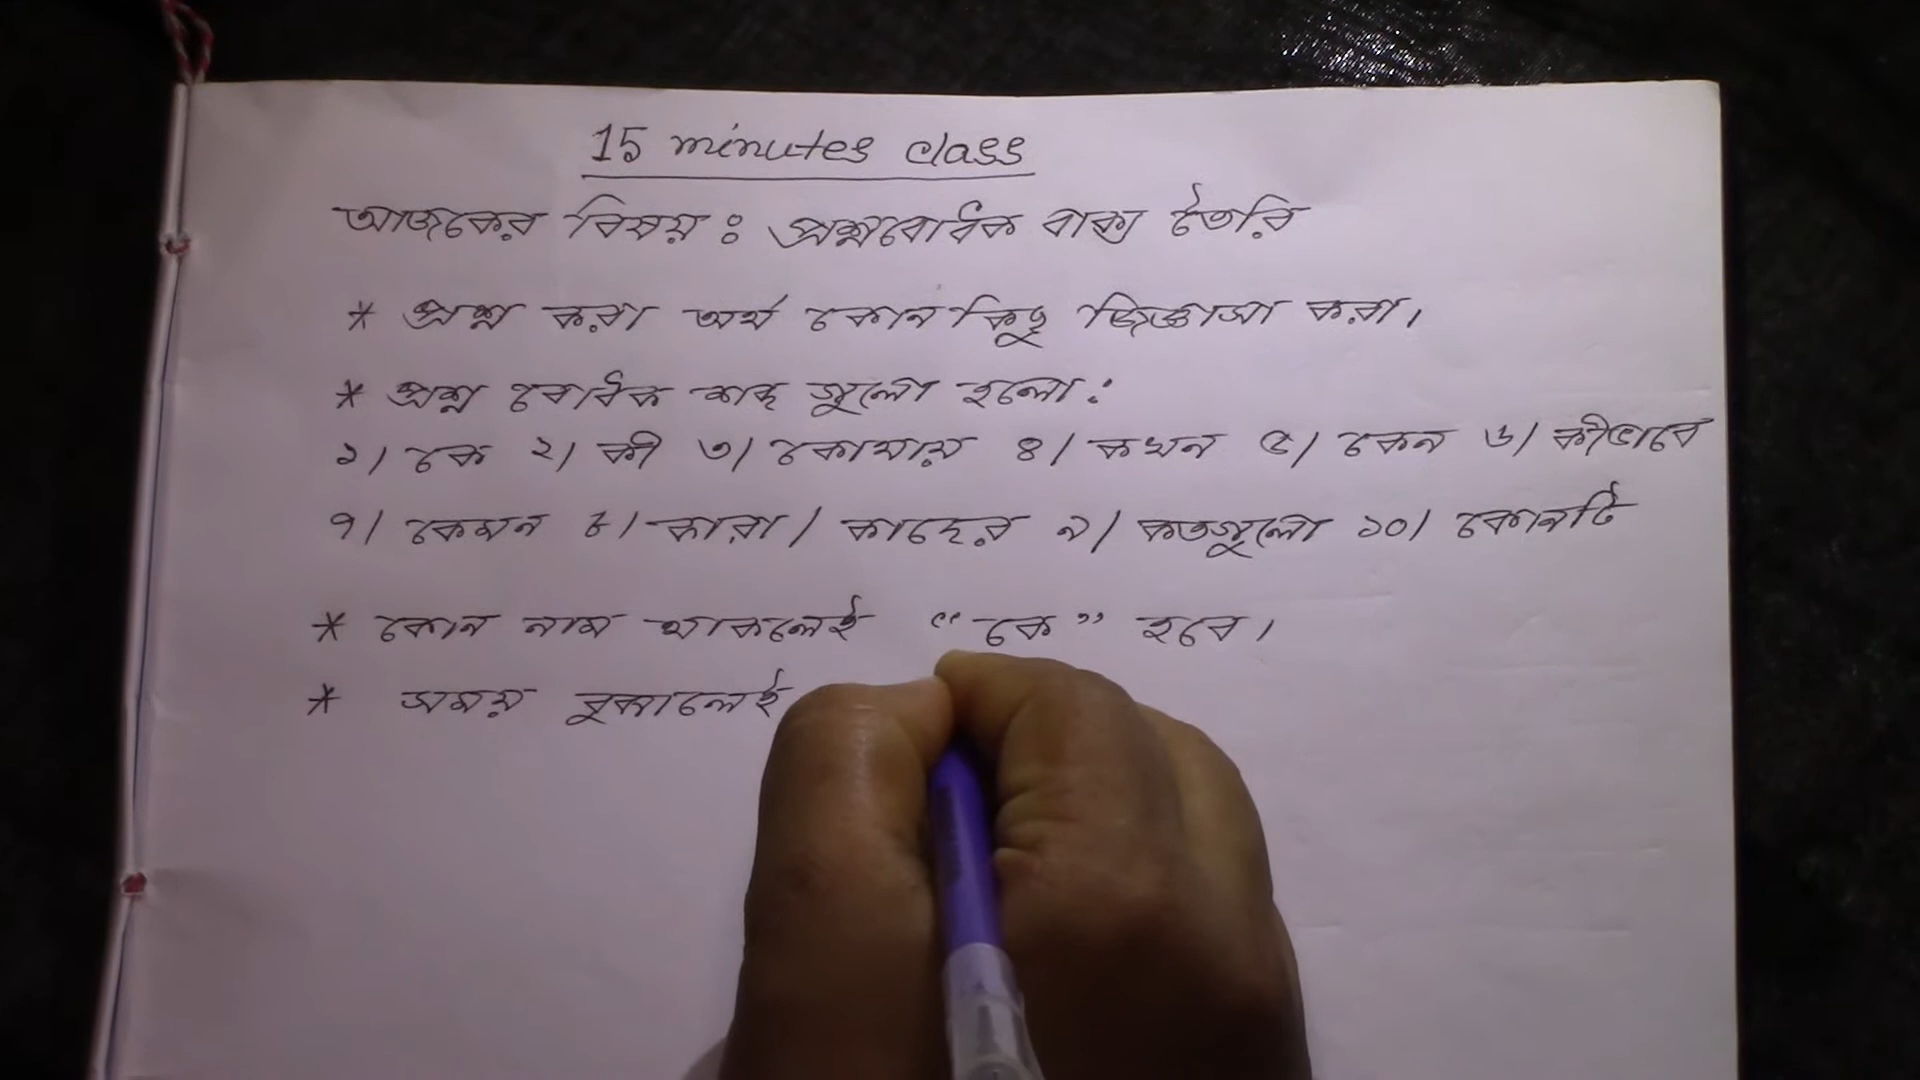 15 minutes class
আজকের বিষয় : প্রশ্নবোধক বাক্য তৈরি
* প্রশ্ন করা অর্থ কোন কিছু জিজ্ঞাসা করা।
* প্রশ্ন বোধক শব্দ গুলো হলো :
১/ কে ২/ কী ৩/ কোথায় ৪/ কখন ৫/ কেন ৬/ কীভাবে
৭/ কেমন ৮/ কারা / কাদের ৯/ কতগুলো ১০/ কোনটি
* কোন নাম থাকলেই “কে” হবে।
* সময় বুঝালেই